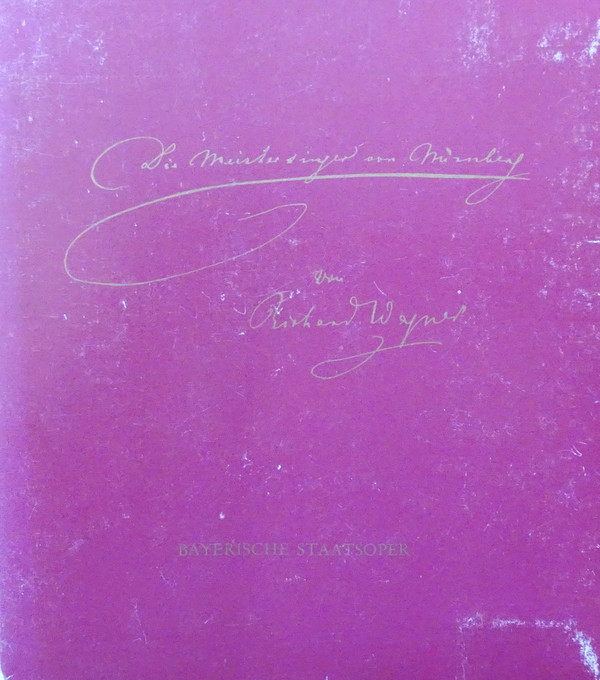 Die Meistersinger von Nürnberg
von
Richard Wagner
BAYERISCHE STAATSOPER